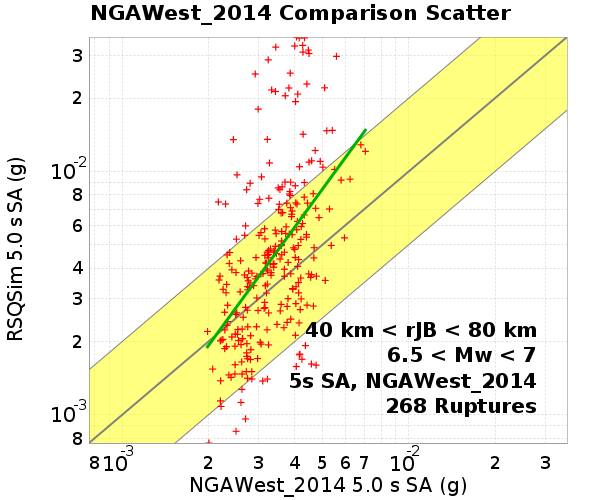 NGAWest_2014 Comparison Scatter
3
2
10-2
8
6
4
3
2
10-3
8
RSQSim 5.0 s SA (g)
40 km < rJB < 80 km
6.5 < Mw < 7
5s SA, NGAWest_2014
268 Ruptures
8 10-3 2 3 4 5 6 7 10-2 2 3
NGAWest_2014 5.0 s SA (g)